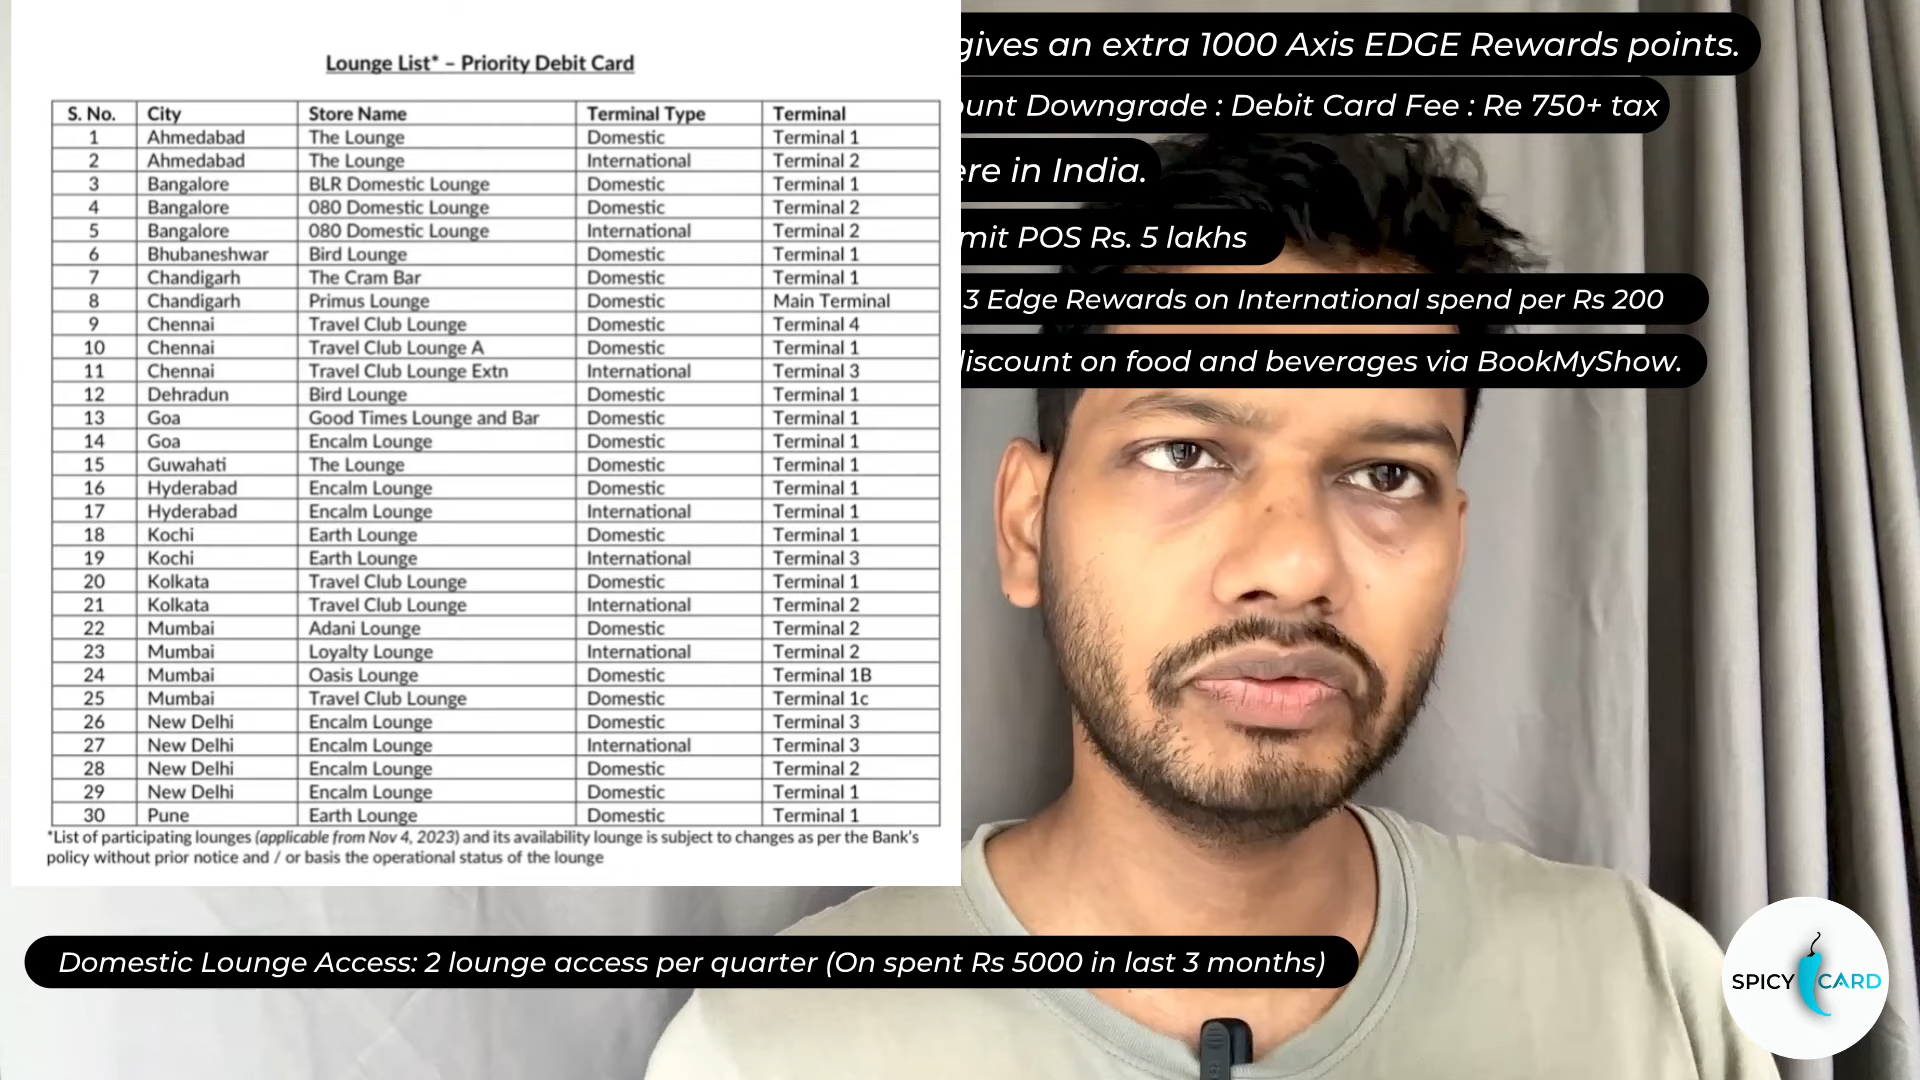 Lounge List* – Priority Debit Card
S. No. City Store Name Terminal Type Terminal
1 Ahmedabad The Lounge Domestic Terminal 1
2 Ahmedabad The Lounge International Terminal 2
3 Bangalore BLR Domestic Lounge Domestic Terminal 1
4 Bangalore 080 Domestic Lounge Domestic Terminal 2
5 Bangalore 080 Domestic Lounge International Terminal 2
6 Bhubaneshwar Bird Lounge Domestic Terminal 1
7 Chandigarh The Cram Bar Domestic Terminal 1
8 Chandigarh Primus Lounge Domestic Main Terminal
9 Chennai Travel Club Lounge Domestic Terminal 4
10 Chennai Travel Club Lounge A Domestic Terminal 1
11 Chennai Travel Club Lounge Extn International Terminal 3
12 Dehradun Bird Lounge Domestic Terminal 1
13 Goa Good Times Lounge and Bar Domestic Terminal 1
14 Goa Encalm Lounge Domestic Terminal 1
15 Guwahati The Lounge Domestic Terminal 1
16 Hyderabad Encalm Lounge Domestic Terminal 1
17 Hyderabad Encalm Lounge International Terminal 1
18 Kochi Earth Lounge Domestic Terminal 1
19 Kochi Earth Lounge International Terminal 3
20 Kolkata Travel Club Lounge Domestic Terminal 1
21 Kolkata Travel Club Lounge International Terminal 2
22 Mumbai Adani Lounge Domestic Terminal 2
23 Mumbai Loyalty Lounge International Terminal 2
24 Mumbai Oasis Lounge Domestic Terminal 1B
25 Mumbai Travel Club Lounge Domestic Terminal 1c
26 New Delhi Encalm Lounge Domestic Terminal 3
27 New Delhi Encalm Lounge International Terminal 3
28 New Delhi Encalm Lounge Domestic Terminal 2
29 New Delhi Encalm Lounge Domestic Terminal 1
30 Pune Earth Lounge Domestic Terminal 1
*List of participating lounges (applicable from Nov 4, 2023) and its availability lounge is subject to changes as per the Bank's
policy without prior notice and / or basis the operational status of the lounge
gives an extra 1000 Axis EDGE Rewards points.
Downgrade : Debit Card Fee : Re 750+ tax
in India.
POS Rs. 5 lakhs
3 Edge Rewards on International spend per Rs 200
discount on food and beverages via BookMyShow.
Domestic Lounge Access: 2 lounge access per quarter (On spent Rs 5000 in last 3 months)
SPICY CARD